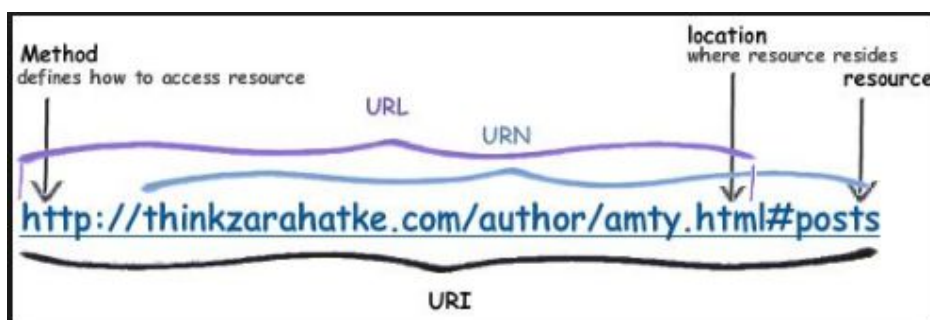 Method
defines how to access resource
location
where resource resides
resource
URL
URN
http://thinkzarahatke.com/author/amty.html#posts
URI